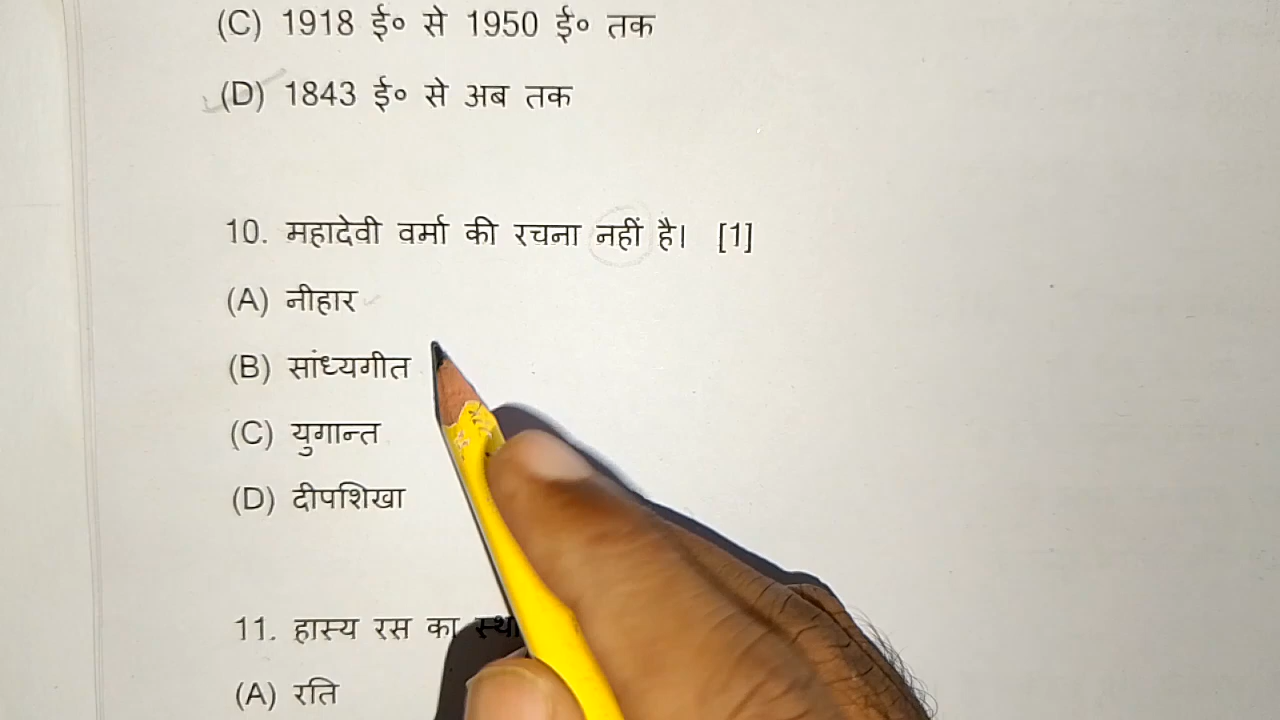 (C) 1918 ई० से 1950 ई० तक
(D) 1843 ई० से अब तक
10. महादेवी वर्मा की रचना नहीं है। [1]
(A) नीहार
(B) सांध्यगीत
(C) युगान्त
(D) दीपशिखा
11. हास्य रस का
(A) रति